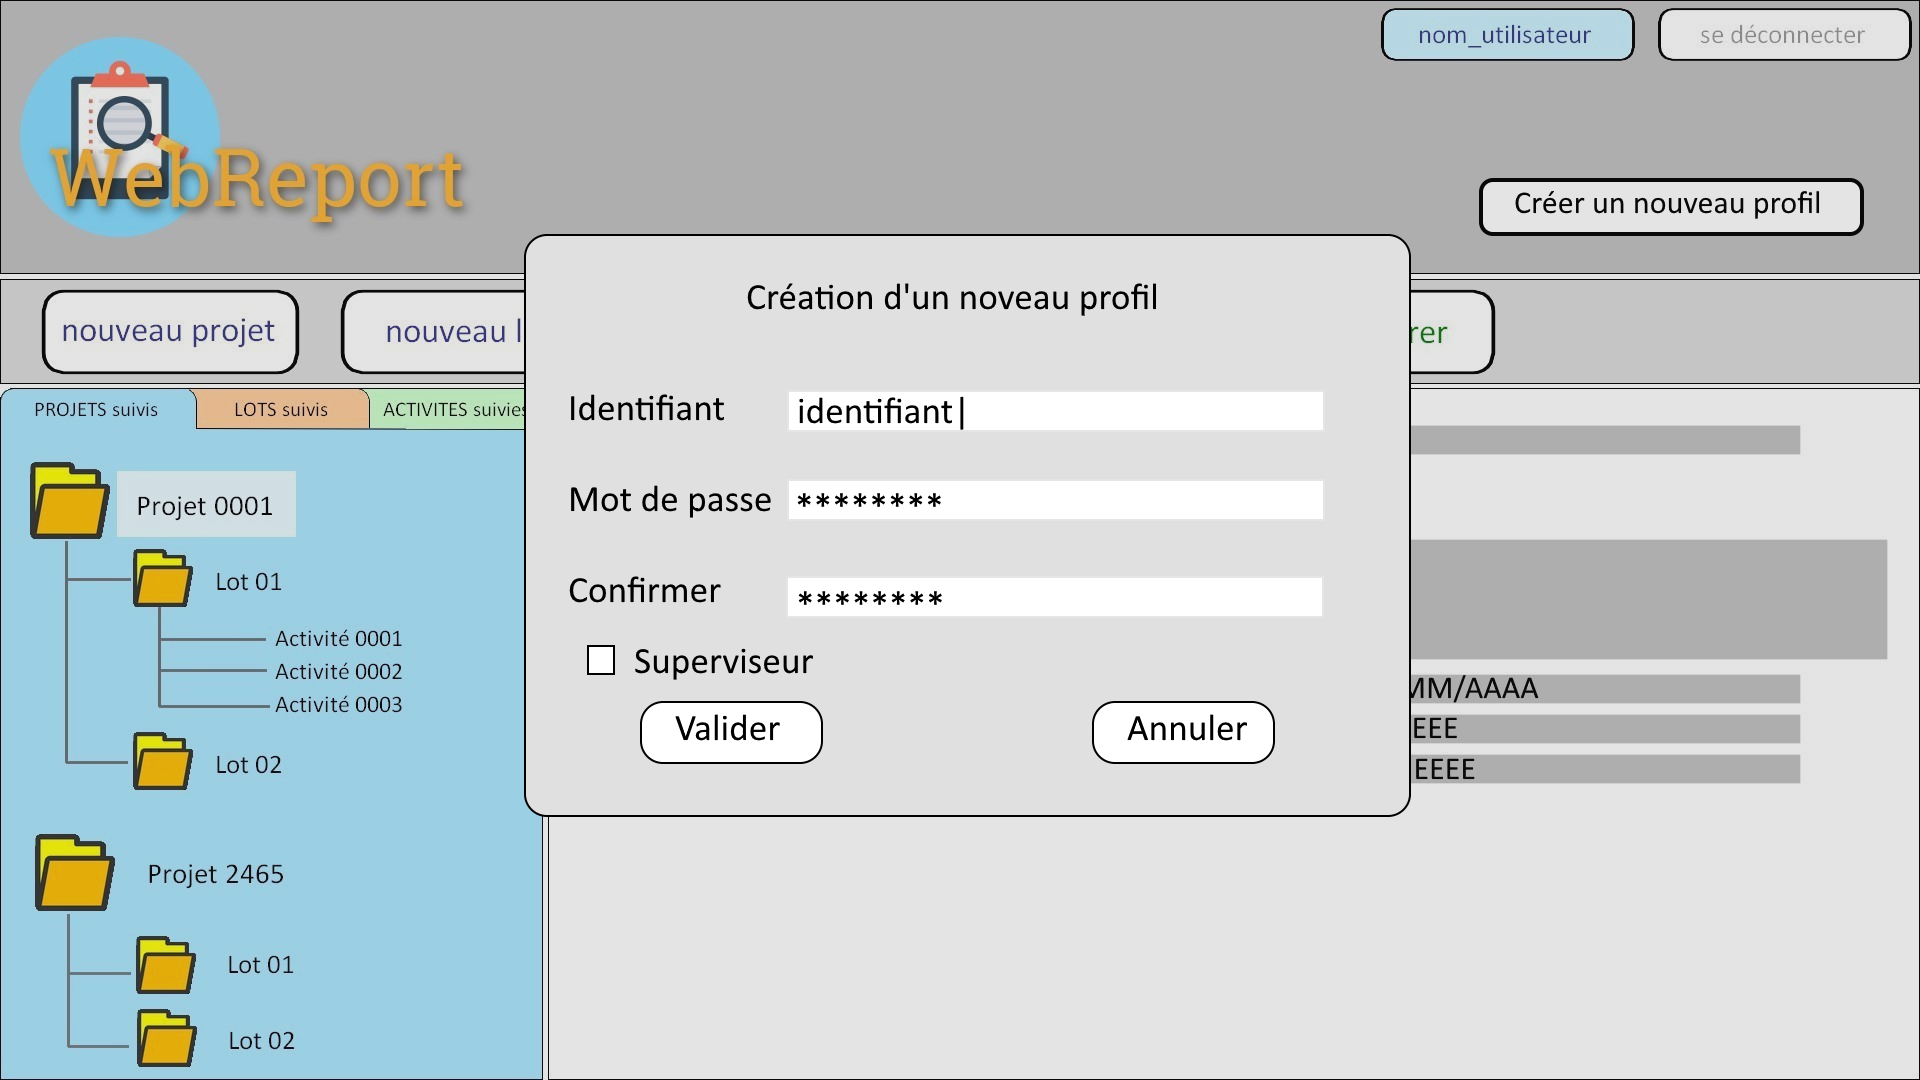 nom_utilisateur
se déconnecter
WebReport
Créer un nouveau profil
nouveau projet
nouveau l
rer
PROJETS suivis
LOTS suivis
ACTIVITES suivies
Projet 0001
Lot 01
Activité 0001
Activité 0002
Activité 0003
Lot 02
Projet 2465
Lot 01
Lot 02
Création d'un noveau profil
Identifiant
identifiant|
Mot de passe
********
Confirmer
********
Superviseur
Valider
Annuler
MM/AAAA
EEE
EEEE